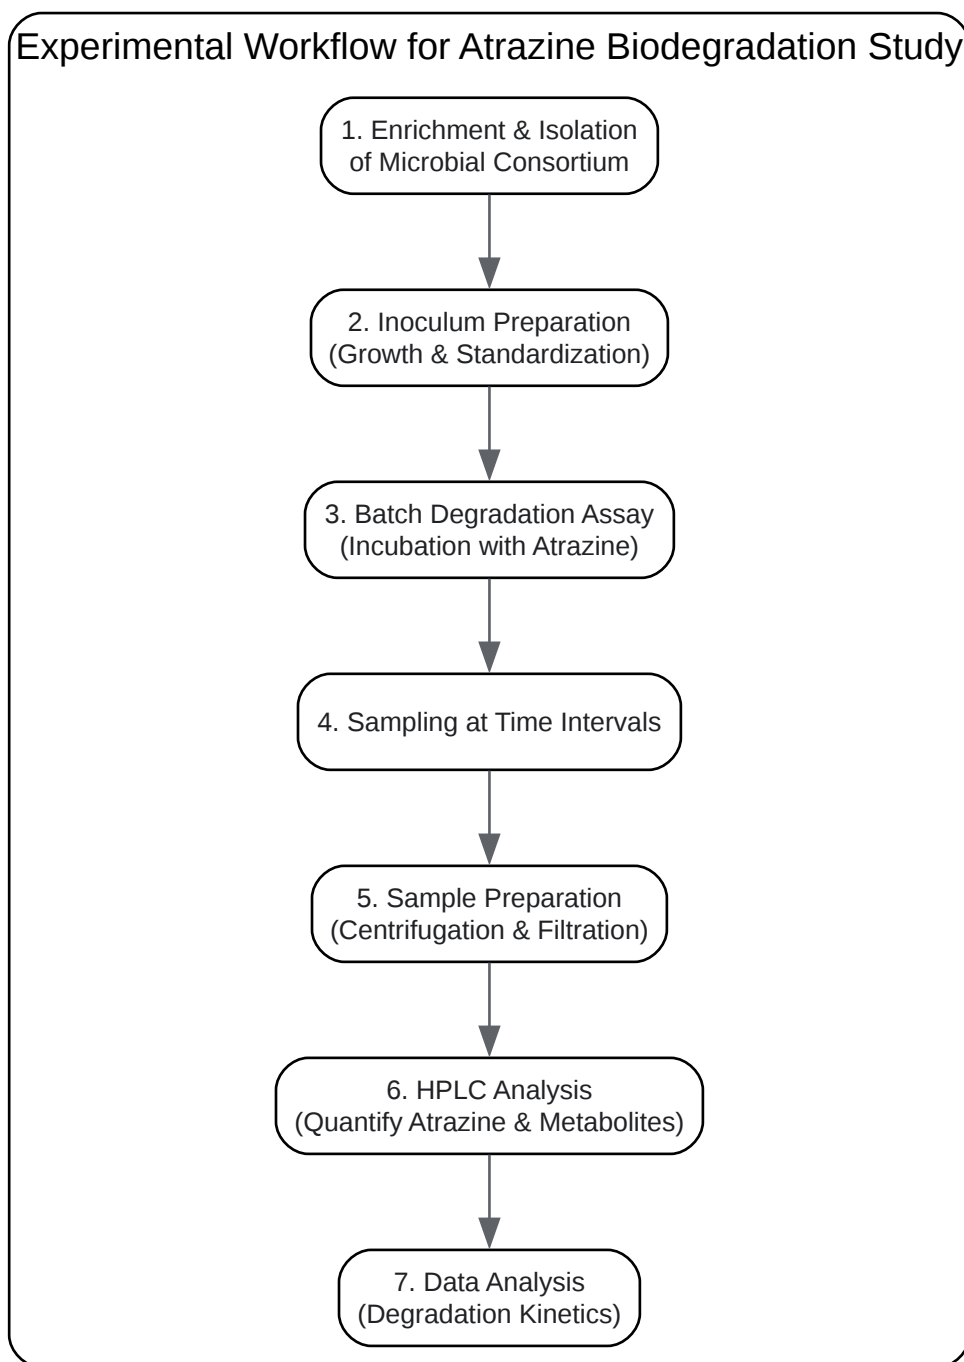 Experimental Workflow for Atrazine Biodegradation Study
1. Enrichment & Isolation
of Microbial Consortium
2. Inoculum Preparation
(Growth & Standardization)
3. Batch Degradation Assay
(Incubation with Atrazine)
4. Sampling at Time Intervals
5. Sample Preparation
(Centrifugation & Filtration)
6. HPLC Analysis
(Quantify Atrazine & Metabolites)
7. Data Analysis
(Degradation Kinetics)